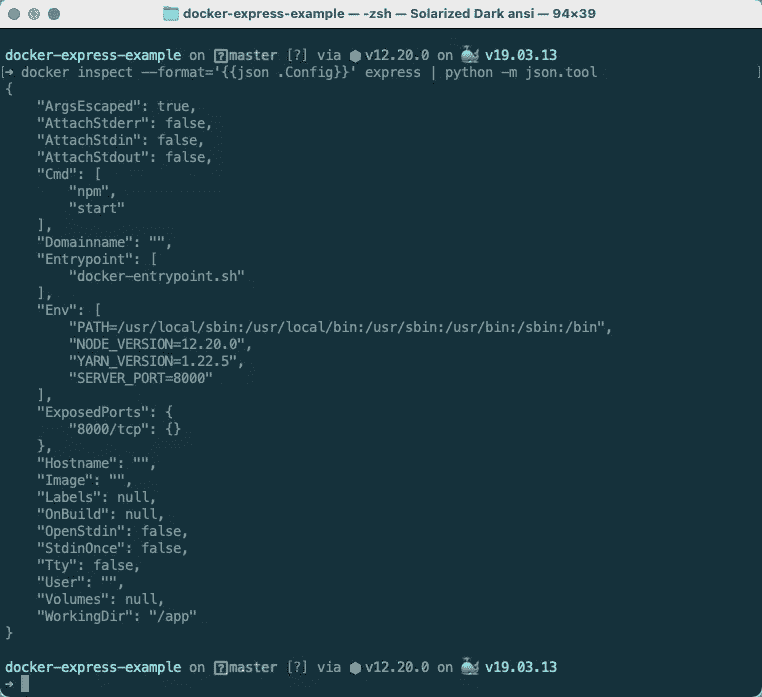 docker-express-example — -zsh — Solarized Dark ansi — 94×39
docker-express-example on master [?] via v12.20.0 on v19.03.13
[➜ docker inspect --format='{{json .Config}}' express | python -m json.tool ]
{
    "ArgsEscaped": true,
    "AttachStderr": false,
    "AttachStdin": false,
    "AttachStdout": false,
    "Cmd": [
        "npm",
        "start"
    ],
    "Domainname": "",
    "Entrypoint": [
        "docker-entrypoint.sh"
    ],
    "Env": [
        "PATH=/usr/local/sbin:/usr/local/bin:/usr/sbin:/usr/bin:/sbin:/bin",
        "NODE_VERSION=12.20.0",
        "YARN_VERSION=1.22.5",
        "SERVER_PORT=8000"
    ],
    "ExposedPorts": {
        "8000/tcp": {}
    },
    "Hostname": "",
    "Image": "",
    "Labels": null,
    "OnBuild": null,
    "OpenStdin": false,
    "StdinOnce": false,
    "Tty": false,
    "User": "",
    "Volumes": null,
    "WorkingDir": "/app"
}
docker-express-example on master [?] via v12.20.0 on v19.03.13
➜